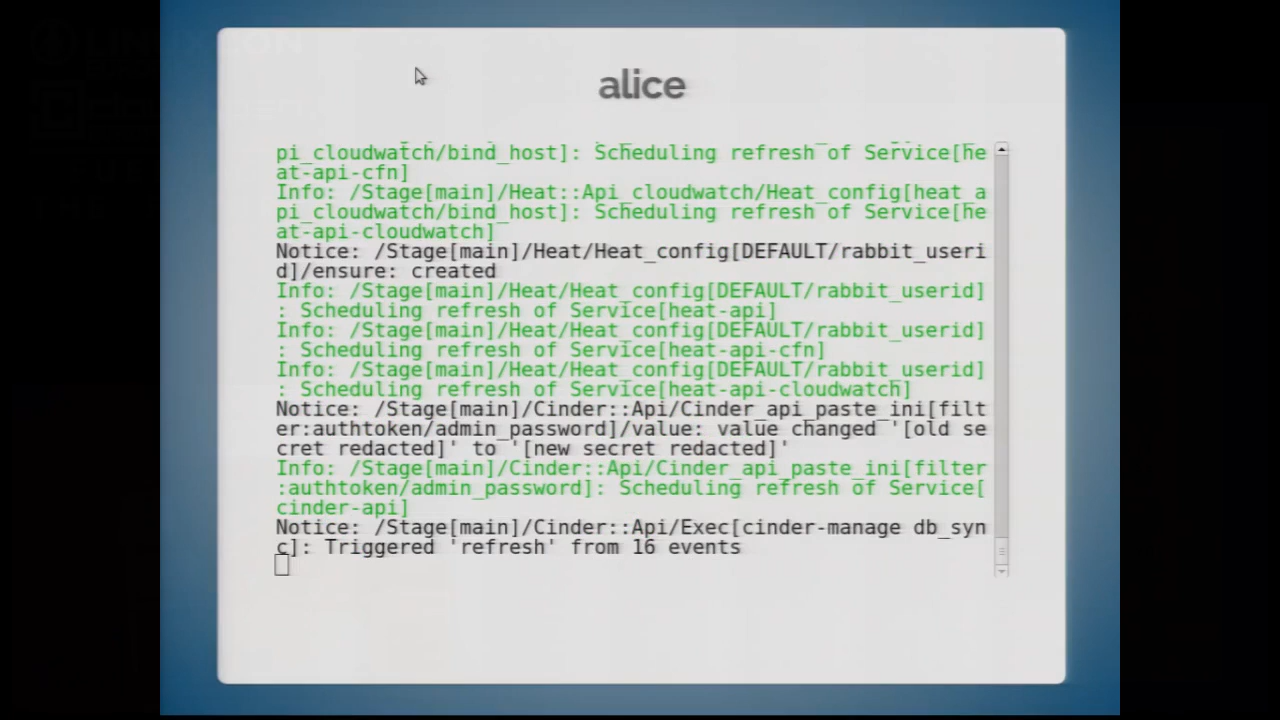 alice
pi_cloudwatch/bind_host]: Scheduling refresh of Service[he
at-api-cfn]
Info: /Stage[main]/Heat::Api_cloudwatch/Heat_config[heat_a
pi_cloudwatch/bind_host]: Scheduling refresh of Service[he
at-api-cloudwatch]
Notice: /Stage[main]/Heat/Heat_config[DEFAULT/rabbit_useri
d]/ensure: created
Info: /Stage[main]/Heat/Heat_config[DEFAULT/rabbit_userid]
: Scheduling refresh of Service[heat-api]
Info: /Stage[main]/Heat/Heat_config[DEFAULT/rabbit_userid]
: Scheduling refresh of Service[heat-api-cfn]
Info: /Stage[main]/Heat/Heat_config[DEFAULT/rabbit_userid]
: Scheduling refresh of Service[heat-api-cloudwatch]
Notice: /Stage[main]/Cinder::Api/Cinder_api_paste_ini[filt
er:authtoken/admin_password]/value: value changed '[old se
cret redacted]' to '[new secret redacted]'
Info: /Stage[main]/Cinder::Api/Cinder_api_paste_ini[filter
:authtoken/admin_password]: Scheduling refresh of Service[
cinder-api]
Notice: /Stage[main]/Cinder::Api/Exec[cinder-manage db_syn
c]: Triggered 'refresh' from 16 events